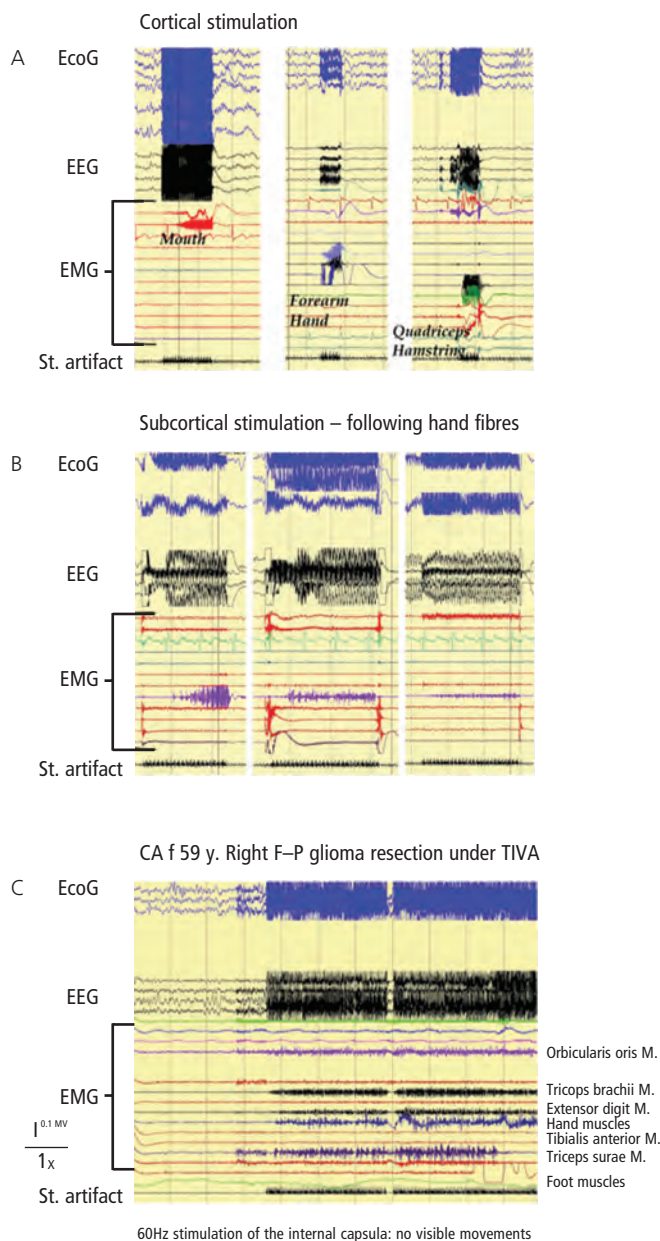 Cortical stimulation
A
EcoG
EEG
Mouth
EMG
Forearm
Hand
Quadriceps
Hamstring
St. artifact
Subcortical stimulation – following hand fibres
B
EcoG
EEG
EMG
St. artifact
CA f 59 y. Right F–P glioma resection under TIVA
C
EcoG
EEG
Orbicularis oris M.
EMG
Tricops brachii M.
Extensor digit M.
Hand muscles
0.1 MV
Tibialis anterior M.
1x
Triceps surae M.
Foot muscles
St. artifact
60Hz stimulation of the internal capsula: no visible movements